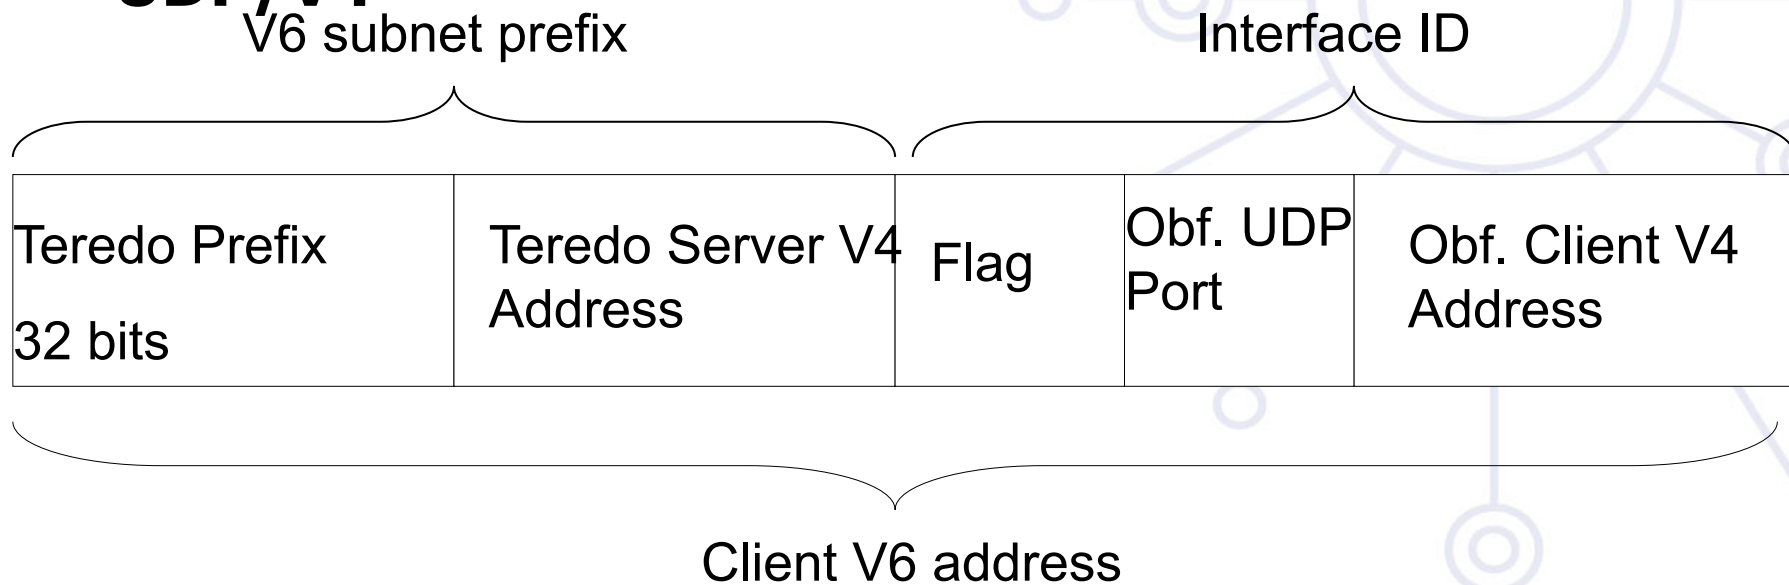 V6 subnet prefix
Interface ID
Teredo Prefix
32 bits
Teredo Server V4
Address
Flag
Obf. UDP
Port
Obf. Client V4
Address
Client V6 address